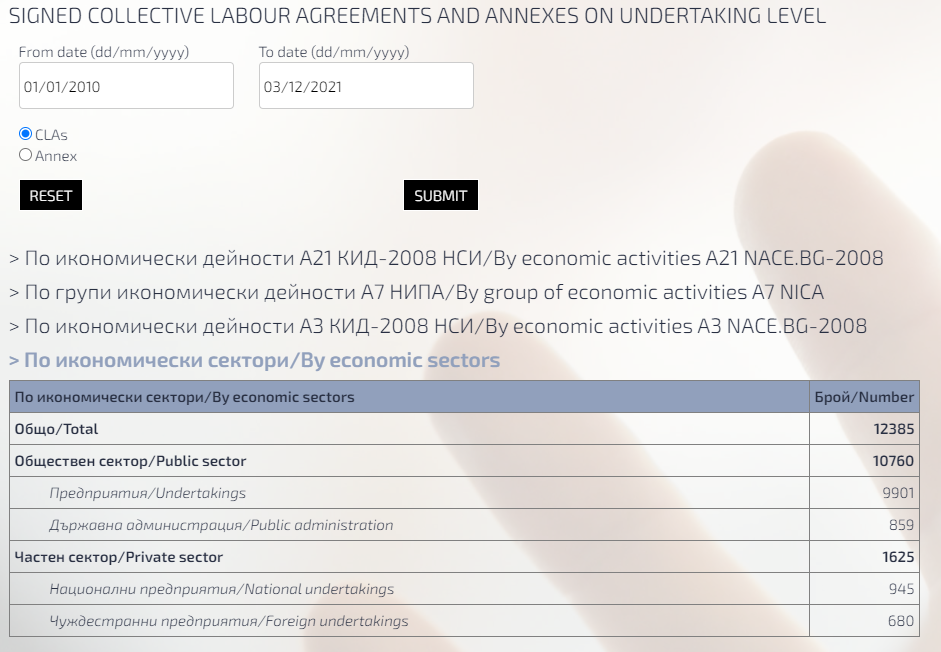 SIGNED COLLECTIVE LABOUR AGREEMENTS AND ANNEXES ON UNDERTAKING LEVEL
From date (dd/mm/yyyy) To date (dd/mm/yyyy)
01/01/2010 03/12/2021
CLAs
Annex
RESET SUBMIT
> По икономически дейности А21 КИД-2008 НСИ/By economic activities A21 NACE.BG-2008
> По групи икономически дейности А7 НИПА/By group of economic activities A7 NICA
> По икономически дейности А3 КИД-2008 НСИ/By economic activities A3 NACE.BG-2008
> По икономически сектори/By economic sectors
По икономически сектори/By economic sectors Брой/Number
Общо/Total 12385
Обществен сектор/Public sector 10760
Предприятия/Undertakings 9901
Държавна администрация/Public administration 859
Частен сектор/Private sector 1625
Национални предприятия/National undertakings 945
Чуждестранни предприятия/Foreign undertakings 680